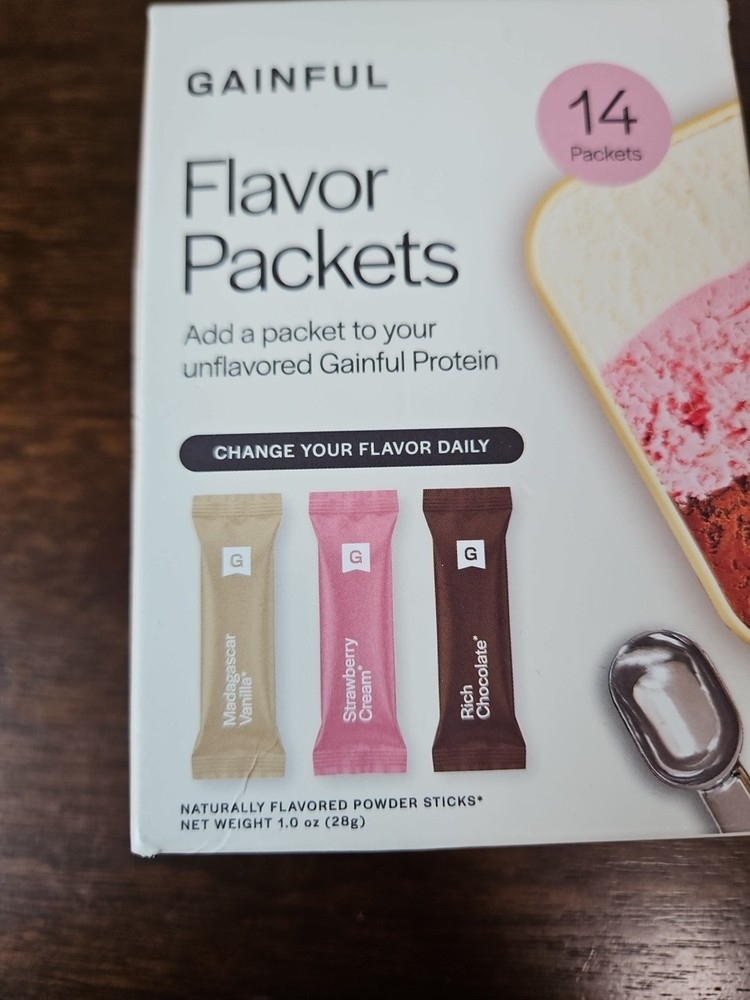 GAINFUL
14
Packets
Flavor
Packets
Add a packet to your
unflavored Gainful Protein
CHANGE YOUR FLAVOR DAILY
G
Madagascar
Vanilla*
G
Strawberry
Cream*
G
Rich
Chocolate*
NATURALLY FLAVORED POWDER STICKS*
NET WEIGHT 1.0 oz (28g)